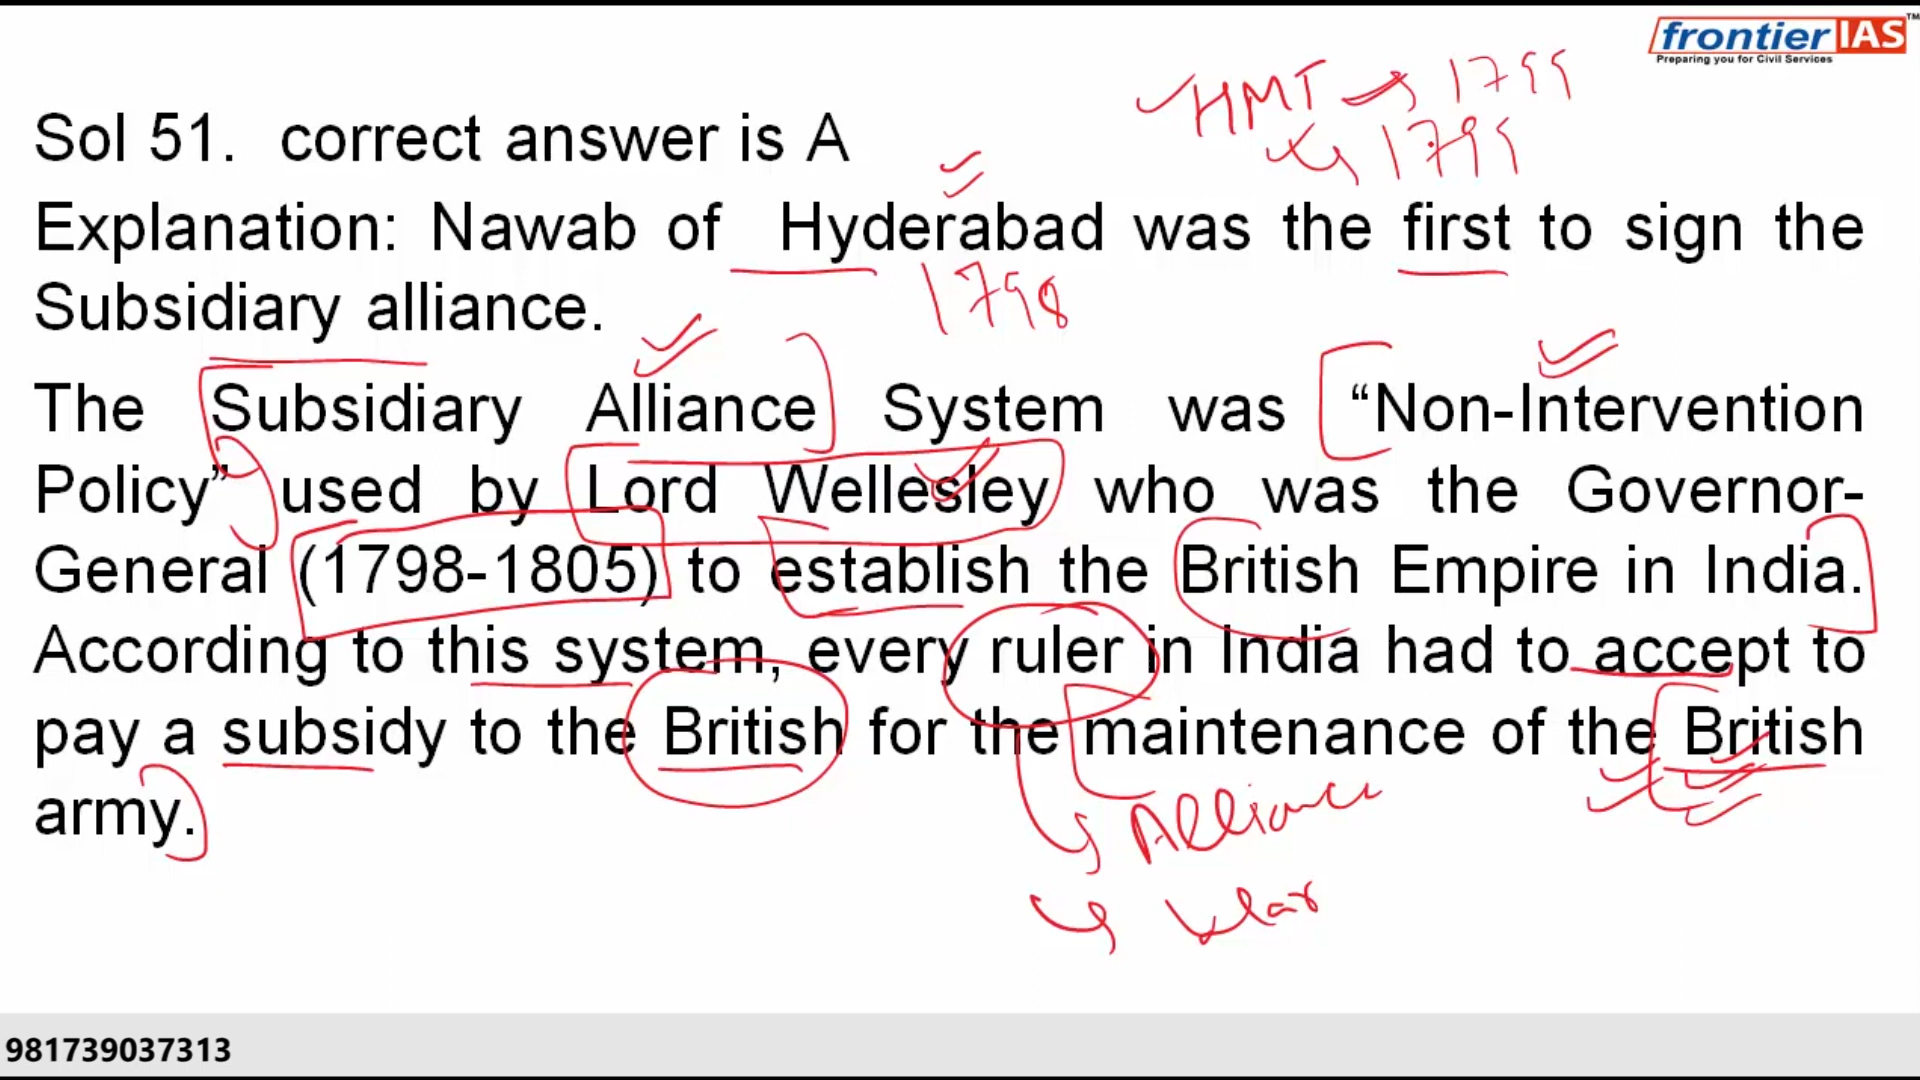 frontier IAS™
Preparing you for Civil Services
HMT → 1799
1799
Sol 51. correct answer is A
Explanation: Nawab of Hyderabad was the first to sign the
Subsidiary alliance.
1798
The Subsidiary Alliance System was “Non-Intervention
Policy” used by Lord Wellesley who was the Governor-
General (1798-1805) to establish the British Empire in India.
According to this system, every ruler in India had to accept to
pay a subsidy to the British for the maintenance of the British
army.
Alliance
War
981739037313